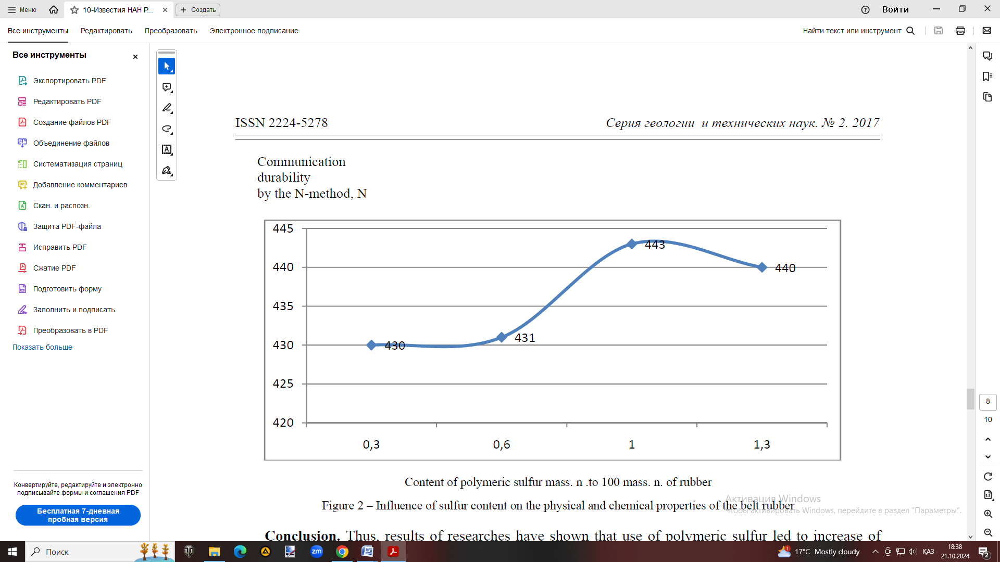 Меню
10-Известия НАН Р...
Создать
Войти
Все инструменты
Редактировать
Преобразовать
Электронное подписание
Найти текст или инструмент
Все инструменты
Экспортировать PDF
Редактировать PDF
Создание файлов PDF
Объединение файлов
Систематизация страниц
Добавление комментариев
Скан. и распозн.
Защита PDF-файла
Исправить PDF
Сжатие PDF
Подготовить форму
Заполнить и подписать
Преобразовать в PDF
Показать больше
Конвертируйте, редактируйте и электронно
подписывайте формы и соглашения PDF
Бесплатная 7-дневная
пробная версия
ISSN 2224-5278
Серия геологии и технических наук. № 2. 2017
Communication
durability
by the N-method, N
445
440
435
430
425
420
430
431
443
440
0,3
0,6
1
1,3
Content of polymeric sulfur mass. n .to 100 mass. n. of rubber
Figure 2 – Influence of sulfur content on the physical and chemical properties of the belt rubber
Conclusion. Thus, results of researches have shown that use of polymeric sulfur led to increase of
Активация Windows
Чтобы активировать Windows, перейдите в раздел "Параметры".
8
10
1:1
Поиск
zm
1
17°C Mostly cloudy
ҚАЗ
18:38
21.10.2024
2